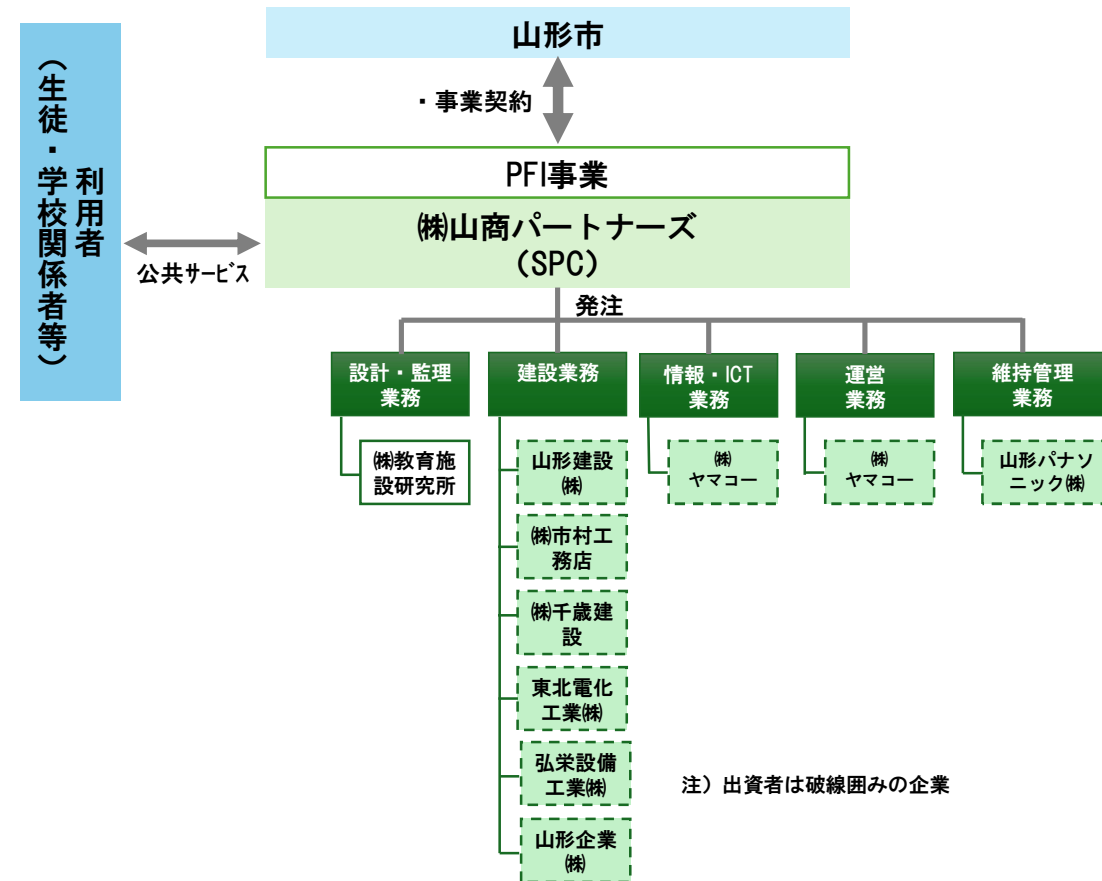 山形市
・事業契約
PFI事業
㈱山商パートナーズ
（SPC）
利用者
（生徒・学校関係者等）
公共ｻｰﾋﾞｽ
発注
設計・監理
業務
建設業務
情報・ICT
業務
運営
業務
維持管理
業務
㈱教育施
設研究所
山形建設
㈱
㈱市村工
務店
㈱千歳建
設
東北電化
工業㈱
弘栄設備
工業㈱
山形企業
㈱
㈱
ヤマコー
㈱
ヤマコー
山形パナソ
ニック㈱
注）出資者は破線囲みの企業